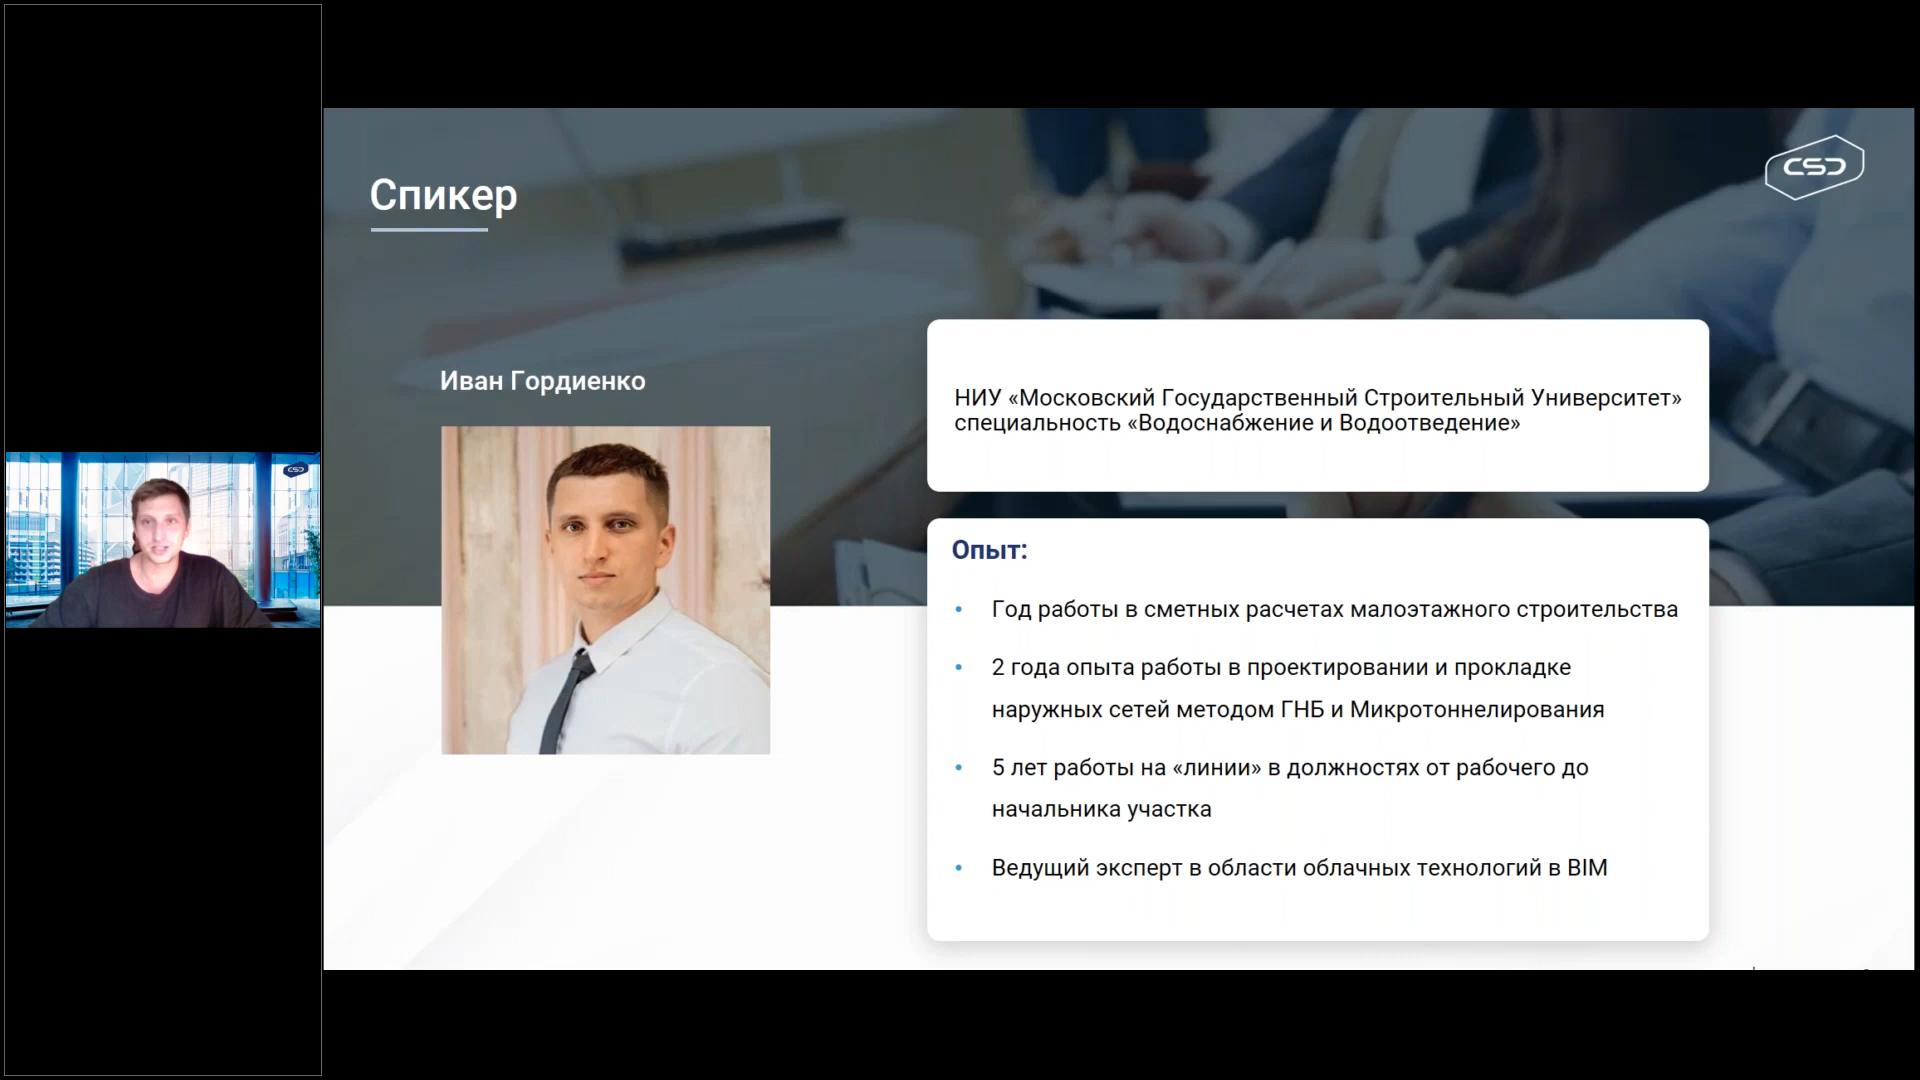 Спикер
CSD
Иван Гордиенко
CSD
НИУ «Московский Государственный Строительный Университет»
специальность «Водоснабжение и Водоотведение»
Опыт:
• Год работы в сметных расчетах малоэтажного строительства
• 2 года опыта работы в проектировании и прокладке
наружных сетей методом ГНБ и Микротоннелирования
• 5 лет работы на «линии» в должностях от рабочего до
начальника участка
• Ведущий эксперт в области облачных технологий в BIM